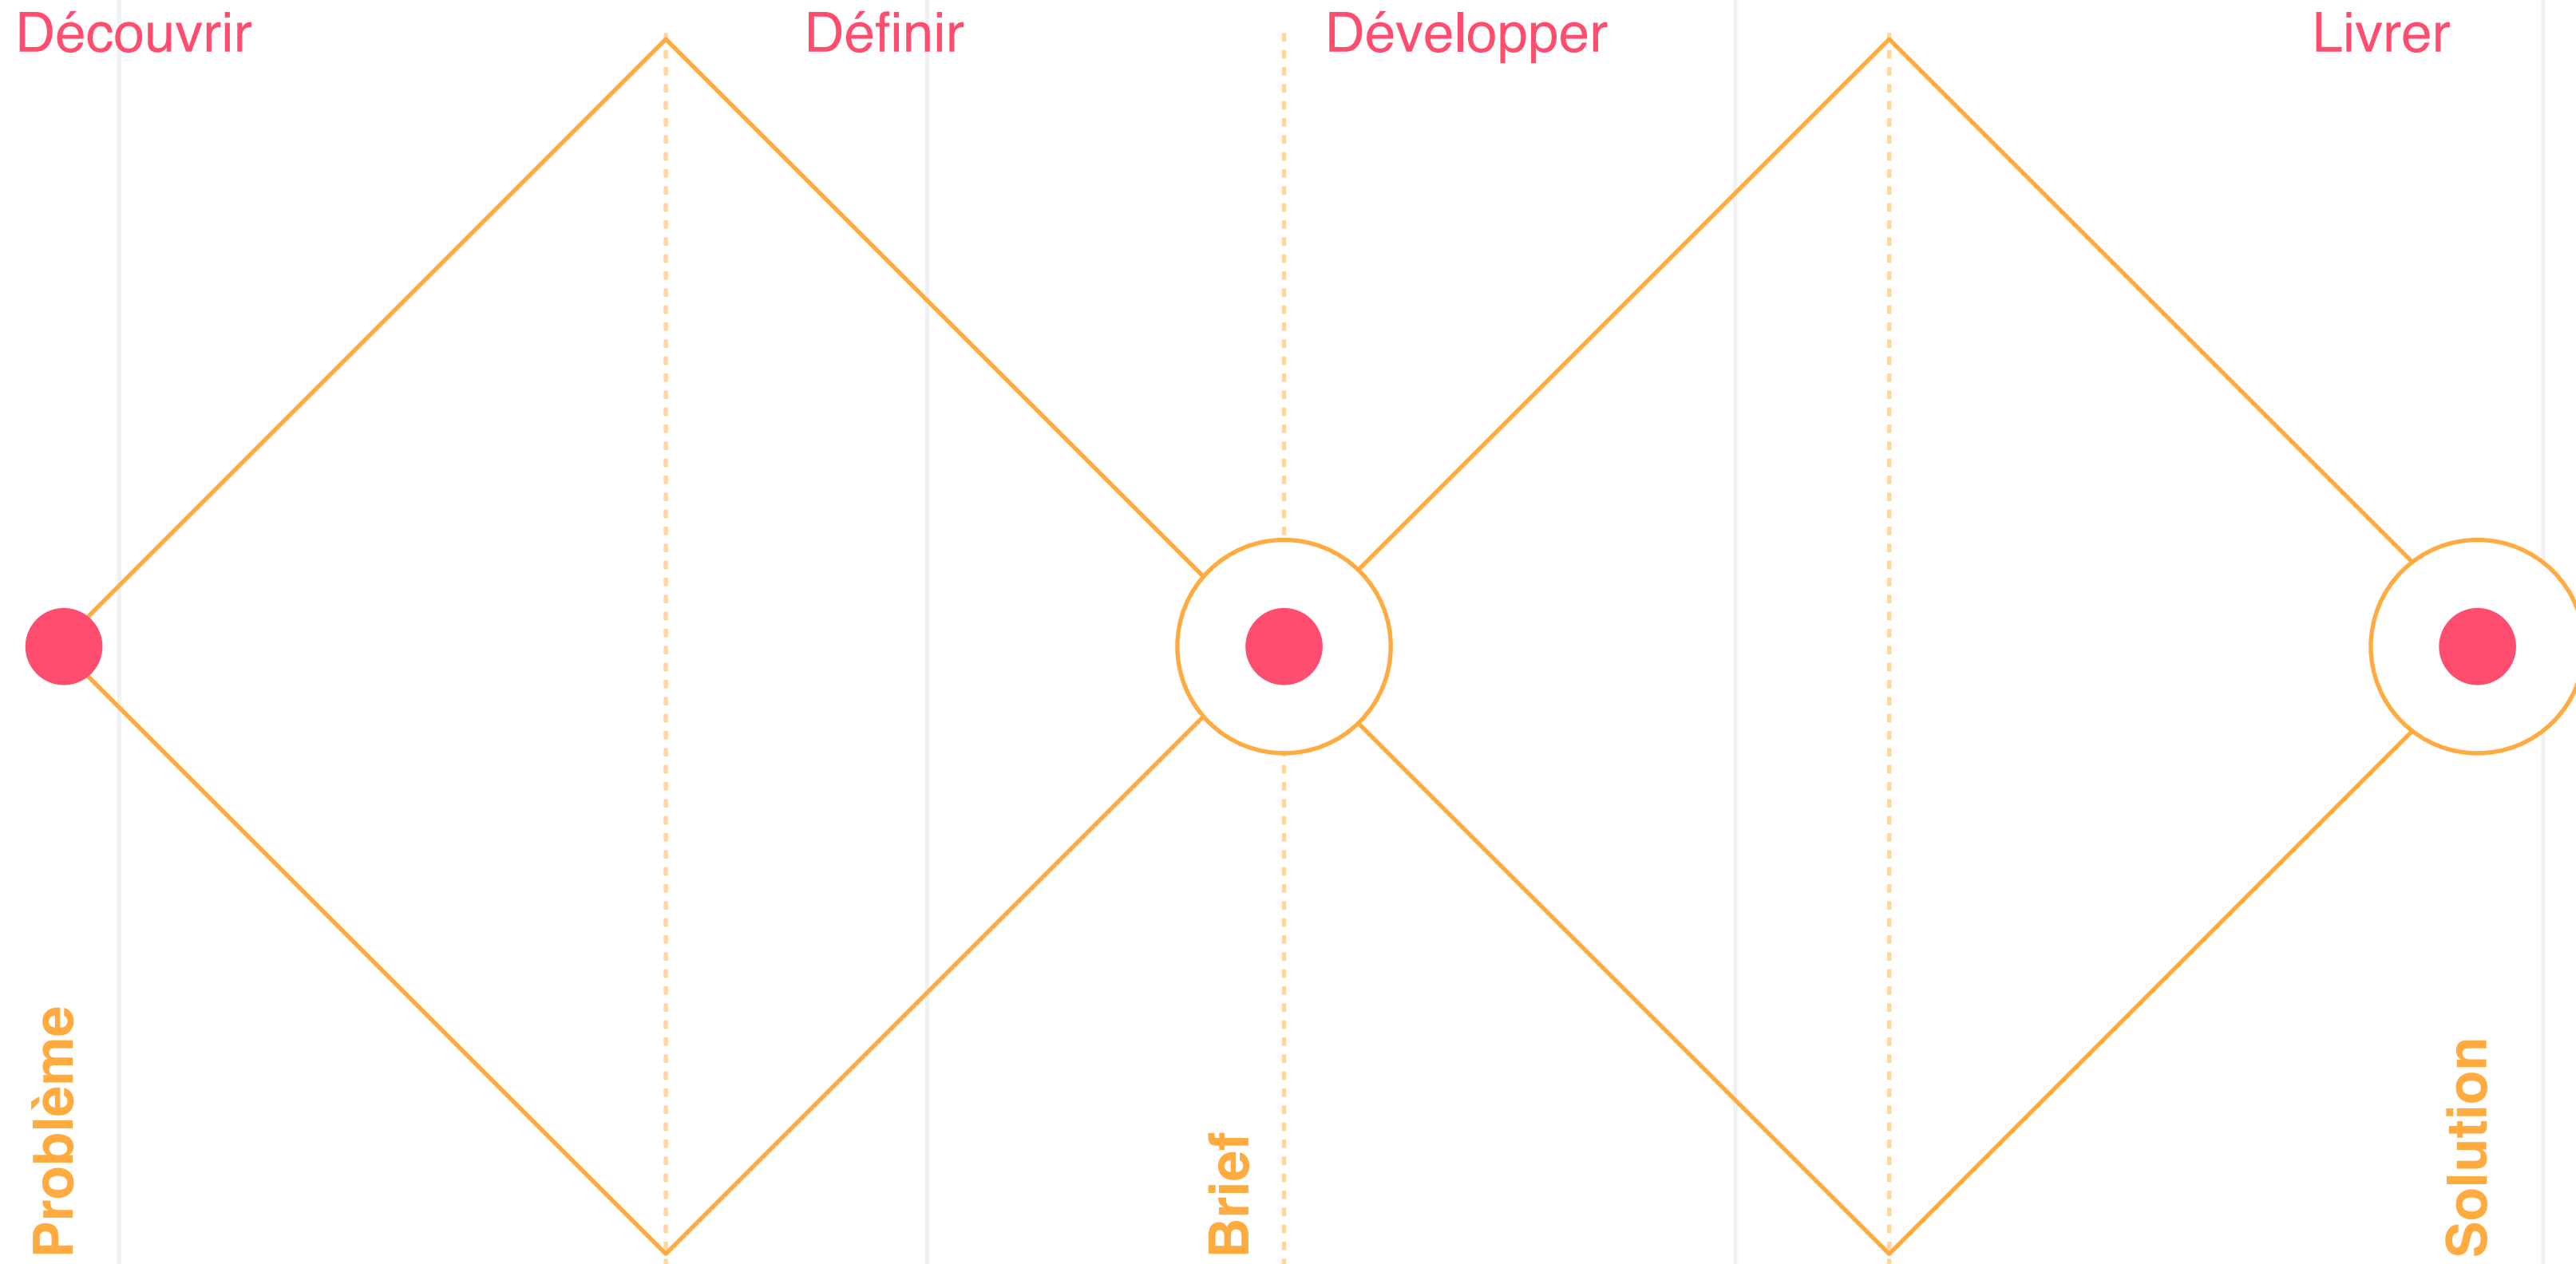 Découvrir
Définir
Développer
Livrer
Problème
Brief
Solution